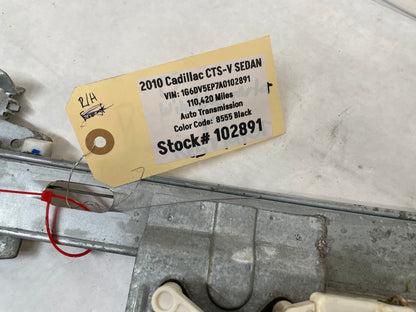 2010 Cadillac CTS-V SEDAN
VIN: 1G6DV5EP7A0102891
110,420 Miles
Auto Transmission
Color Code: 8555 Black
Stock# 102891
R/H